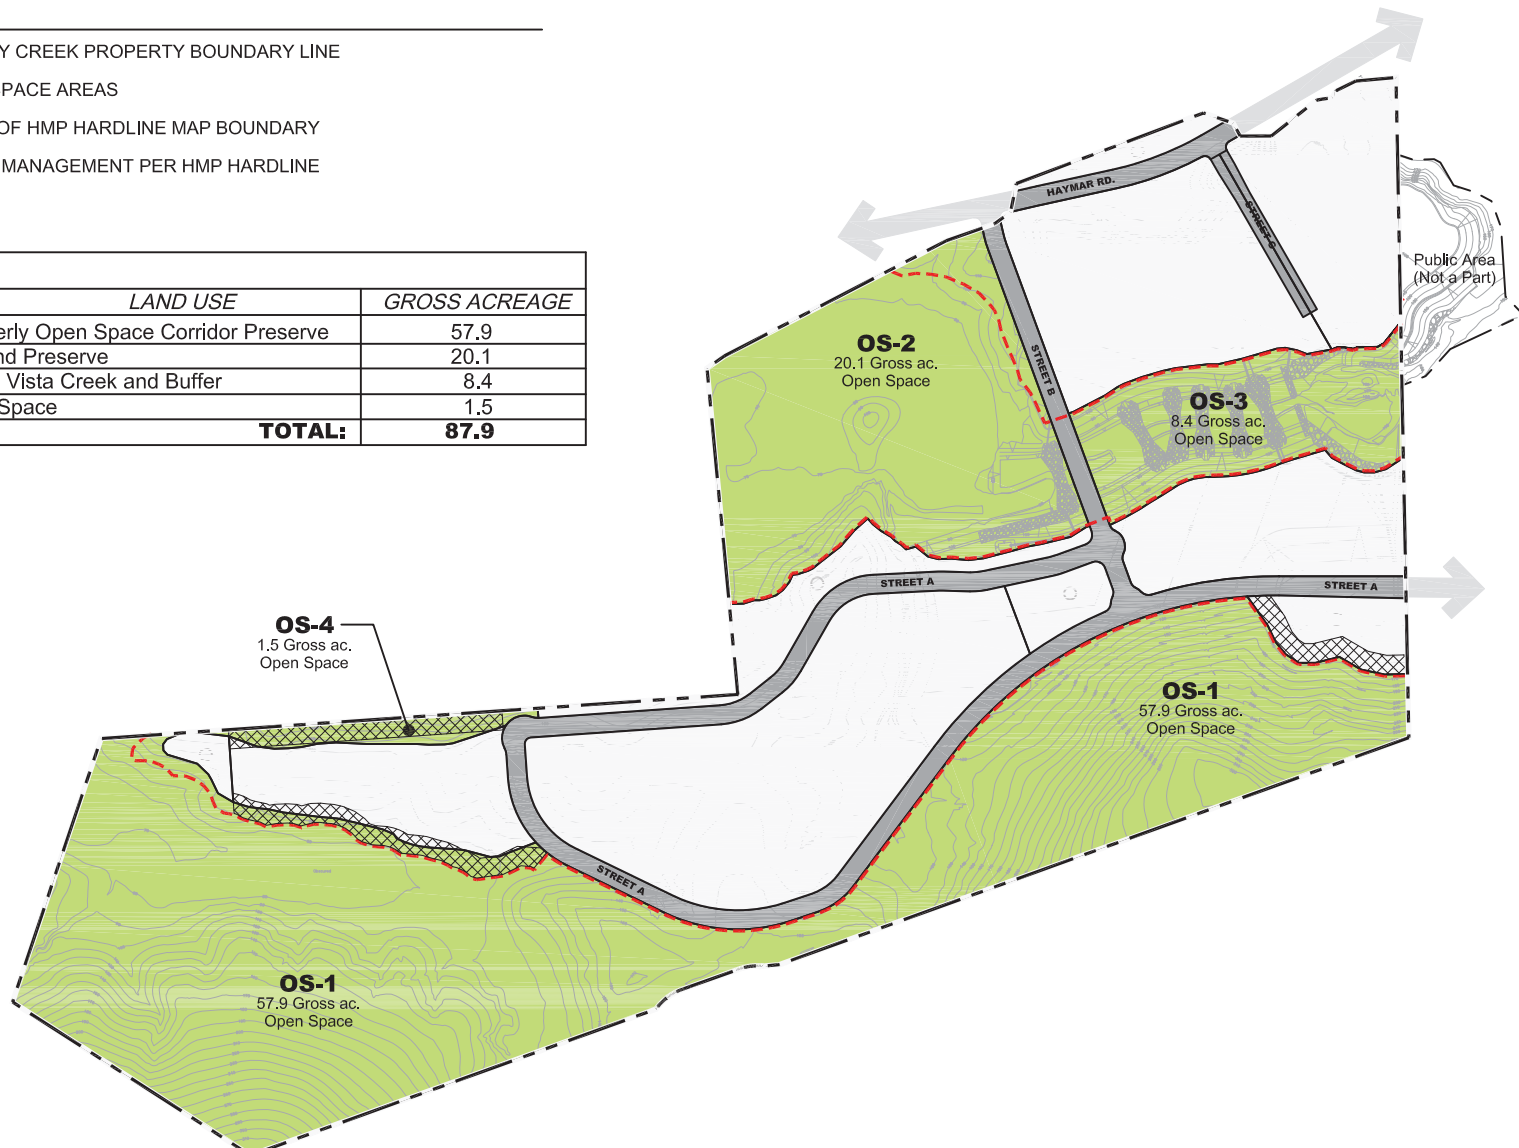 Y CREEK PROPERTY BOUNDARY LINE
SPACE AREAS
OF HMP HARDLINE MAP BOUNDARY
MANAGEMENT PER HMP HARDLINE
LAND USE GROSS ACREAGE
erly Open Space Corridor Preserve 57.9
nd Preserve 20.1
Vista Creek and Buffer 8.4
Space 1.5
TOTAL: 87.9
HAYMAR RD.
STREET C
Public Area
(Not a Part)
OS-2
20.1 Gross ac.
Open Space
STREET B
OS-3
8.4 Gross ac.
Open Space
STREET A
STREET A
OS-4
1.5 Gross ac.
Open Space
OS-1
57.9 Gross ac.
Open Space
STREET A
OS-1
57.9 Gross ac.
Open Space